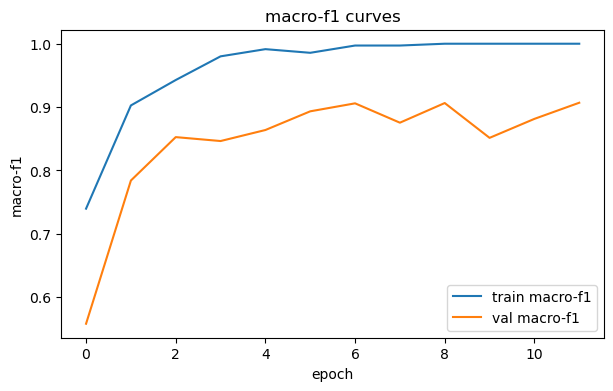 macro-f1 curves
1.0
0.9
0.8
0.7
0.6
macro-f1
train macro-f1
val macro-f1
0 2 4 6 8 10
epoch